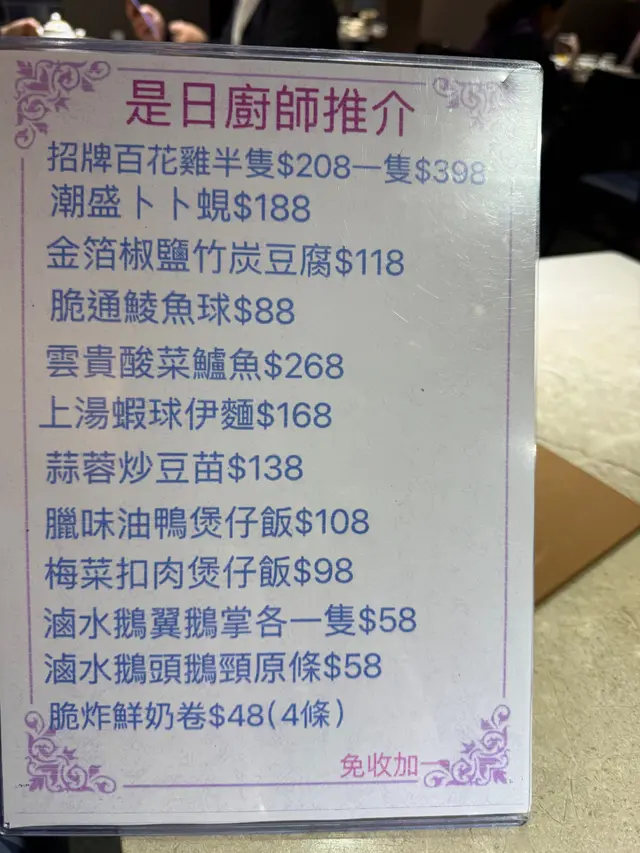 是日廚師推介
招牌百花雞半隻$208一隻$398
潮盛卜卜蜆$188
金箔椒鹽竹炭豆腐$118
脆通鯪魚球$88
雲貴酸菜鱸魚$268
上湯蝦球伊麵$168
蒜蓉炒豆苗$138
臘味油鴨煲仔飯$108
梅菜扣肉煲仔飯$98
滷水鵝翼鵝掌各一隻$58
滷水鵝頭鵝頸原條$58
脆炸鮮奶卷$48(4條)
免收加一